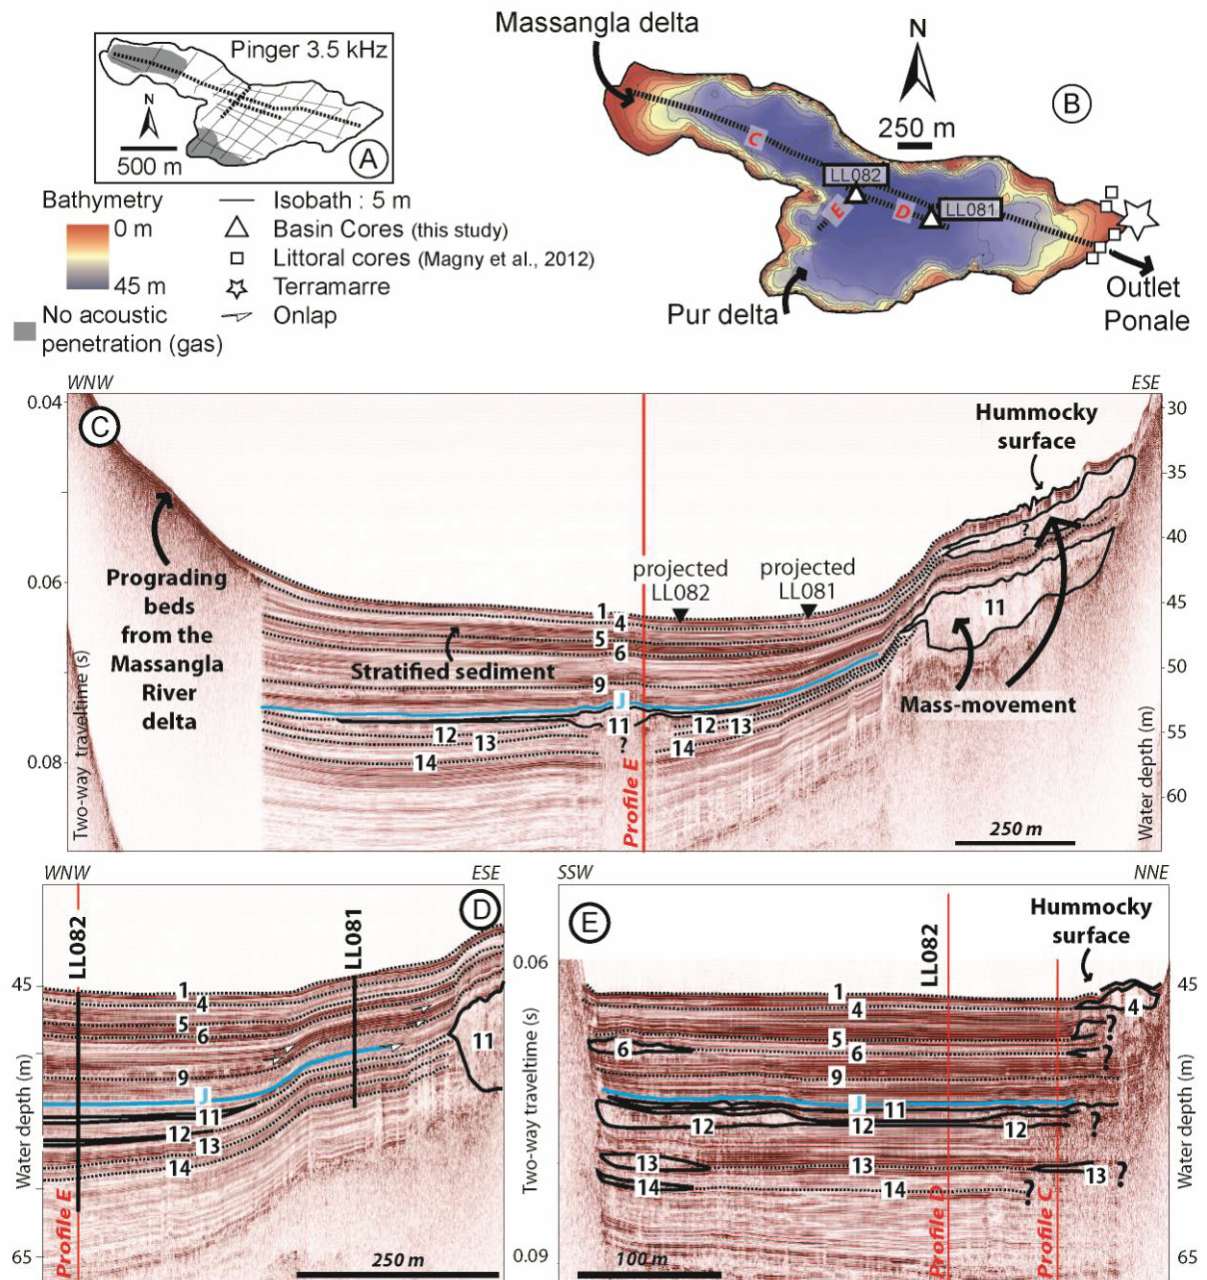 Pinger 3.5 kHz
N
500 m
A
Massangla delta
N
B
250 m
C
LL082
E
D
LL081
Pur delta
Outlet
Ponale
Bathymetry
0 m
45 m
No acoustic
penetration (gas)
Isobath : 5 m
Basin Cores (this study)
Littoral cores (Magny et al., 2012)
Terramarre
Onlap
WNW
ESE
C
0.04
0.06
0.08
Two-way traveltime (s)
30
35
40
45
50
55
60
Water depth (m)
Hummocky
surface
?
11
Mass-movement
Prograding
beds
from the
Massangla
River
delta
Stratified sediment
projected
LL082
projected
LL081
1
4
5
6
9
J
11
12
13
14
?
12
13
14
Profile E
250 m
WNW
ESE
D
LL082
LL081
45
65
Water depth (m)
1
4
5
6
9
J
11
12
13
14
11
Profile E
250 m
SSW
NNE
E
0.06
0.09
Two-way traveltime (s)
LL082
Hummocky
surface
45
65
Water depth (m)
1
4
4
5
?
6
6
?
9
J
11
12
12
12
?
13
13
13
?
14
14
?
Profile D
Profile C
100 m